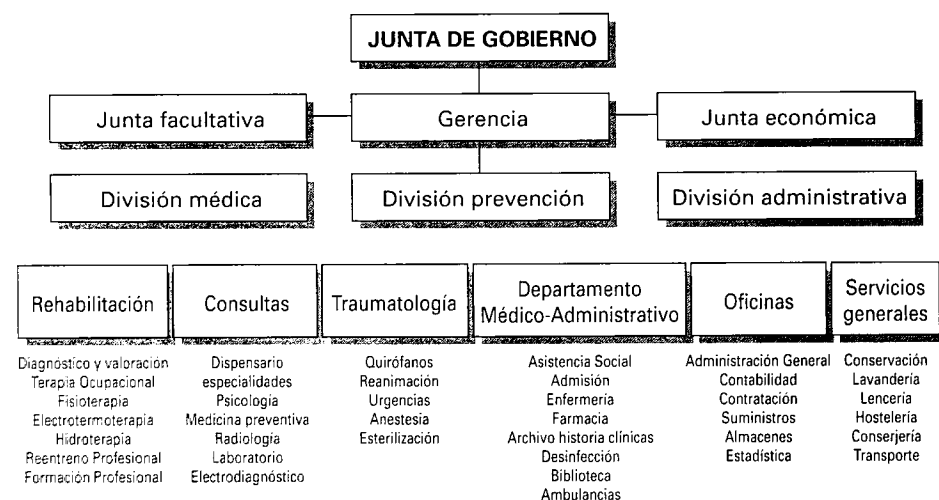 JUNTA DE GOBIERNO
Junta facultativa
Gerencia
Junta económica
División médica
División prevención
División administrativa
Rehabilitación
Diagnóstico y valoración
Terapia Ocupacional
Fisioterapia
Electrotermoterapia
Hidroterapia
Reentreno Profesional
Formación Profesional
Consultas
Dispensario
especialidades
Psicología
Medicina preventiva
Radiología
Laboratorio
Electrodiagnóstico
Traumatología
Quirófanos
Reanimación
Urgencias
Anestesia
Esterilización
Departamento
Médico-Administrativo
Asistencia Social
Admisión
Enfermería
Farmacia
Archivo historia clínicas
Desinfección
Biblioteca
Ambulancias
Oficinas
Administración General
Contabilidad
Contratación
Suministros
Almacenes
Estadística
Servicios
generales
Conservación
Lavandería
Lencería
Hostelería
Conserjería
Transporte